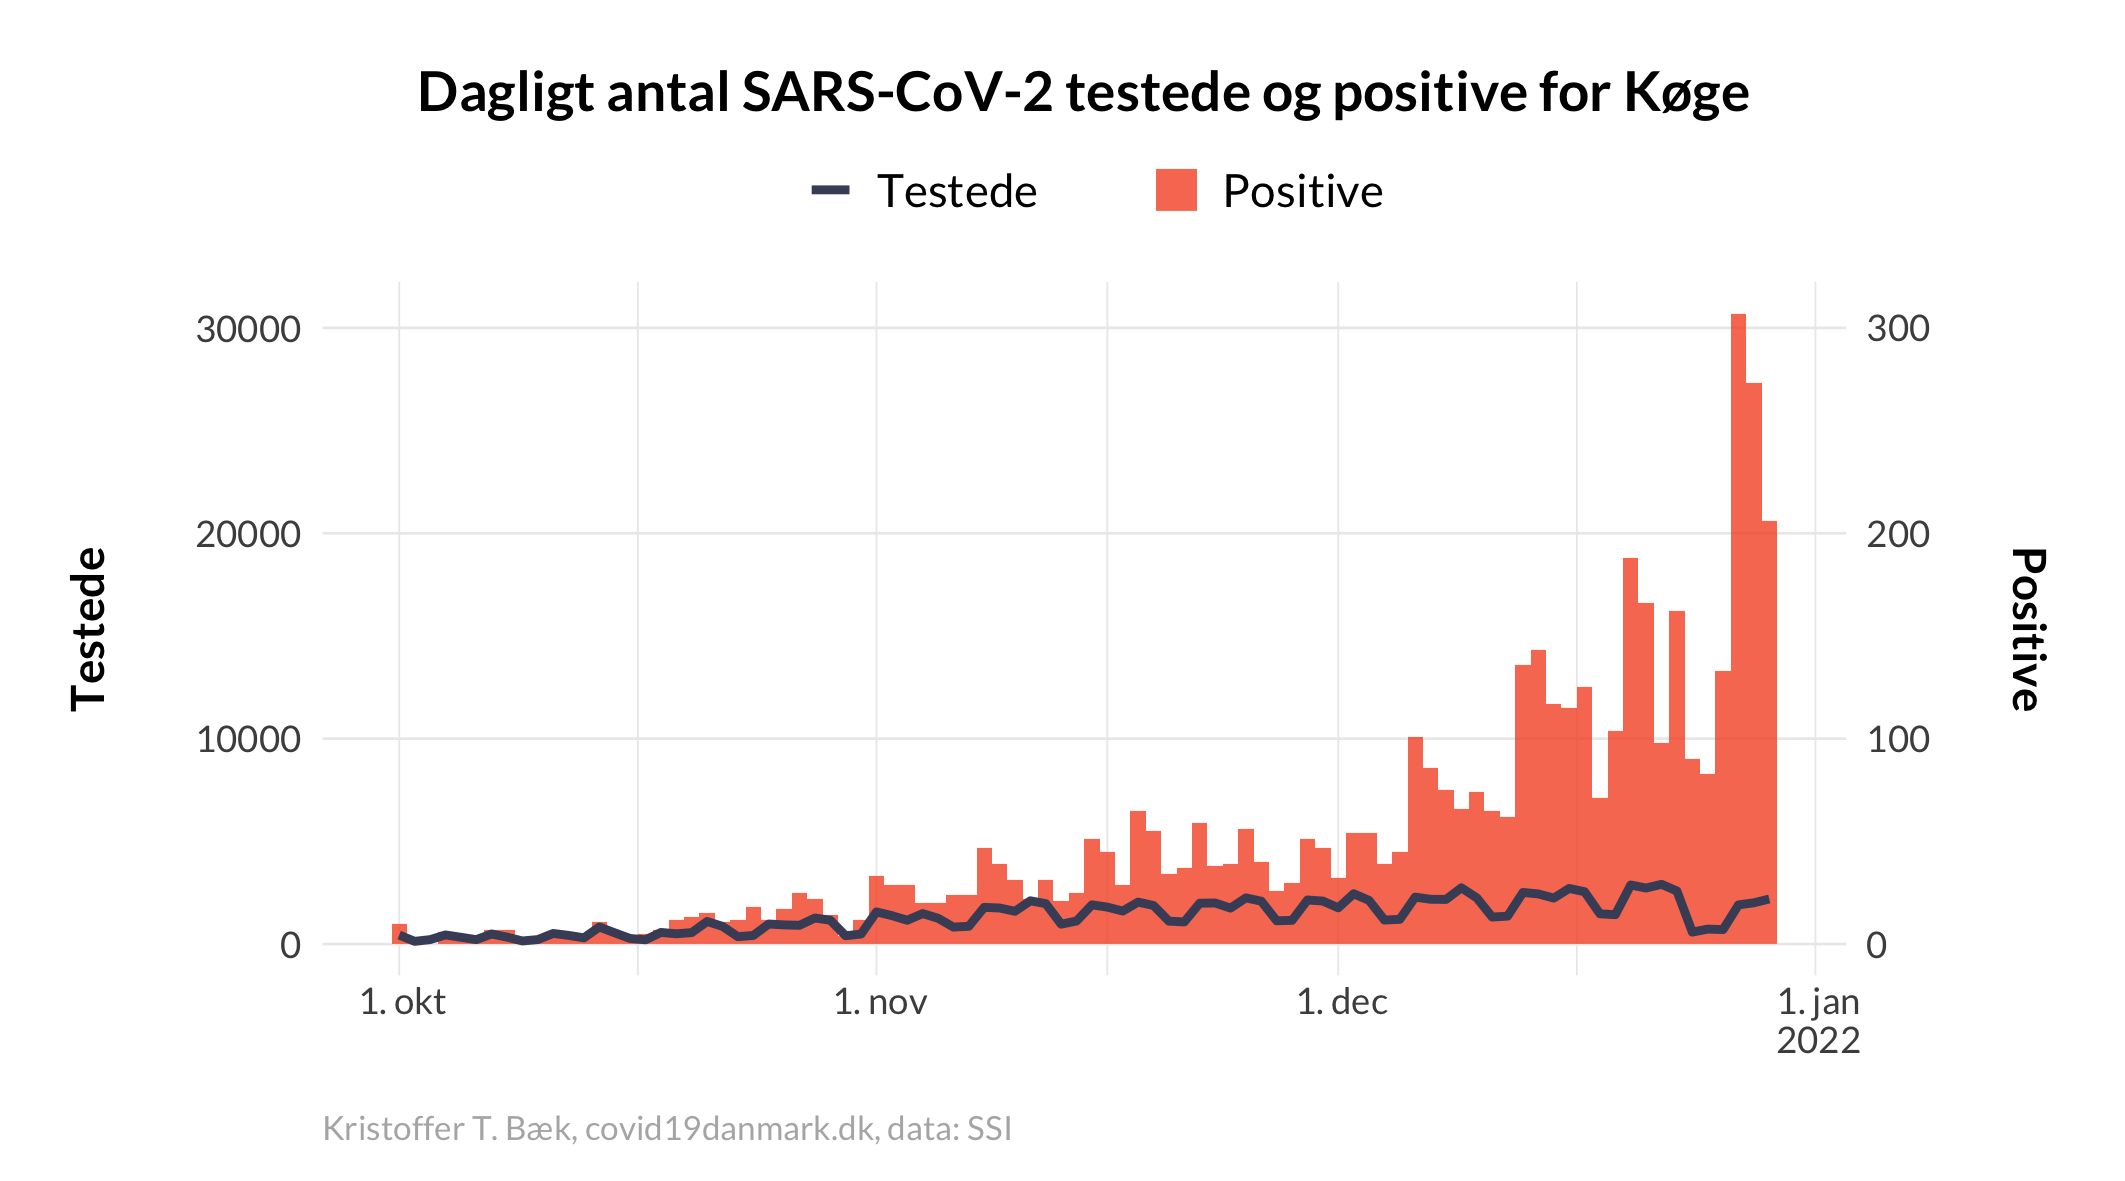 Dagligt antal SARS-CoV-2 testede og positive for Køge
Testede
Positive
30000
20000
10000
0
300
200
100
0
Testede
Positive
1. okt
1. nov
1. dec
1. jan
2022
Kristoffer T. Bæk, covid19danmark.dk, data: SSI